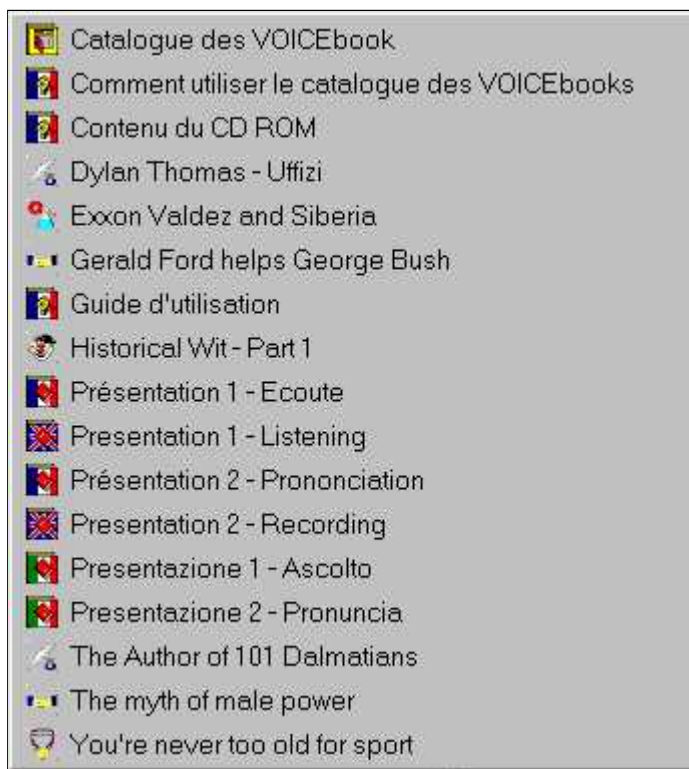 Catalogue des VOICEbook
Comment utiliser le catalogue des VOICEbooks
Contenu du CD ROM
Dylan Thomas - Uffizi
Exxon Valdez and Siberia
Gerald Ford helps George Bush
Guide d'utilisation
Historical Wit - Part 1
Présentation 1 - Ecoute
Presentation 1 - Listening
Présentation 2 - Prononciation
Presentation 2 - Recording
Presentazione 1 - Ascolto
Presentazione 2 - Pronuncia
The Author of 101 Dalmatians
The myth of male power
You're never too old for sport